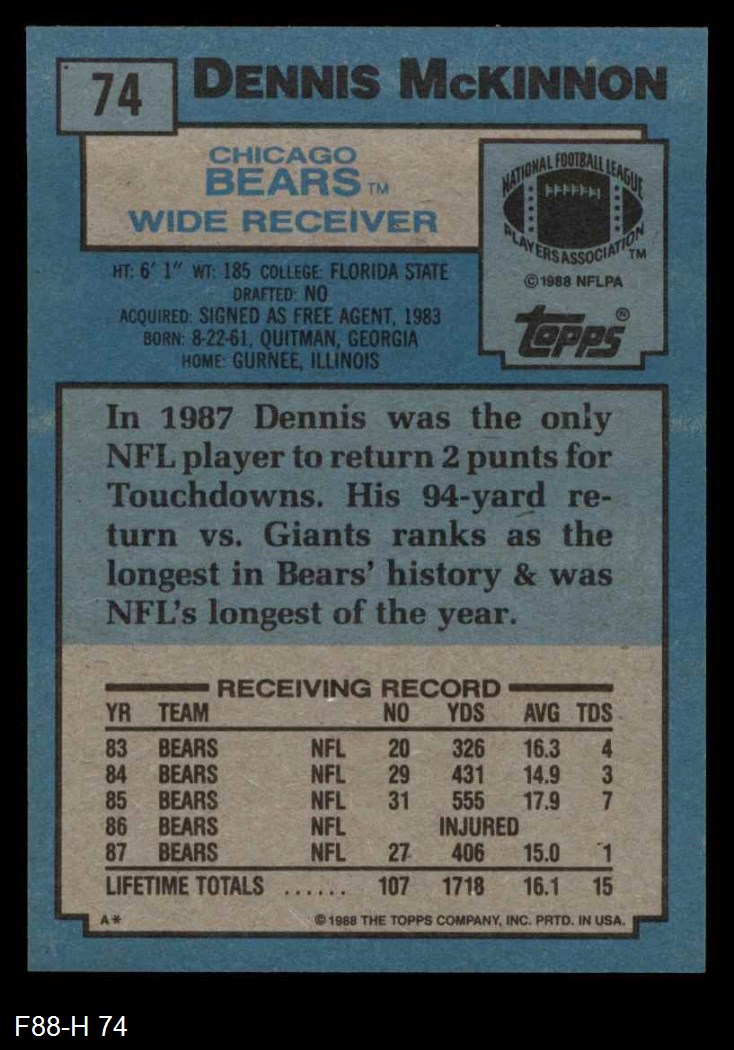 74
DENNIS McKINNON
CHICAGO
BEARS TM
WIDE RECEIVER
NATIONAL FOOTBALL LEAGUE
PLAYERS ASSOCIATION TM
© 1988 NFLPA
topps®
HT: 6' 1" WT: 185 COLLEGE: FLORIDA STATE
DRAFTED: NO
ACQUIRED: SIGNED AS FREE AGENT, 1983
BORN: 8-22-61, QUITMAN, GEORGIA
HOME: GURNEE, ILLINOIS
In 1987 Dennis was the only
NFL player to return 2 punts for
Touchdowns. His 94-yard re-
turn vs. Giants ranks as the
longest in Bears' history & was
NFL's longest of the year.
RECEIVING RECORD
YR TEAM NO YDS AVG TDS
83 BEARS NFL 20 326 16.3 4
84 BEARS NFL 29 431 14.9 3
85 BEARS NFL 31 555 17.9 7
86 BEARS NFL INJURED
87 BEARS NFL 27 406 15.0 1
LIFETIME TOTALS ...... 107 1718 16.1 15
A* © 1988 THE TOPPS COMPANY, INC. PRTD. IN USA.
F88-H 74